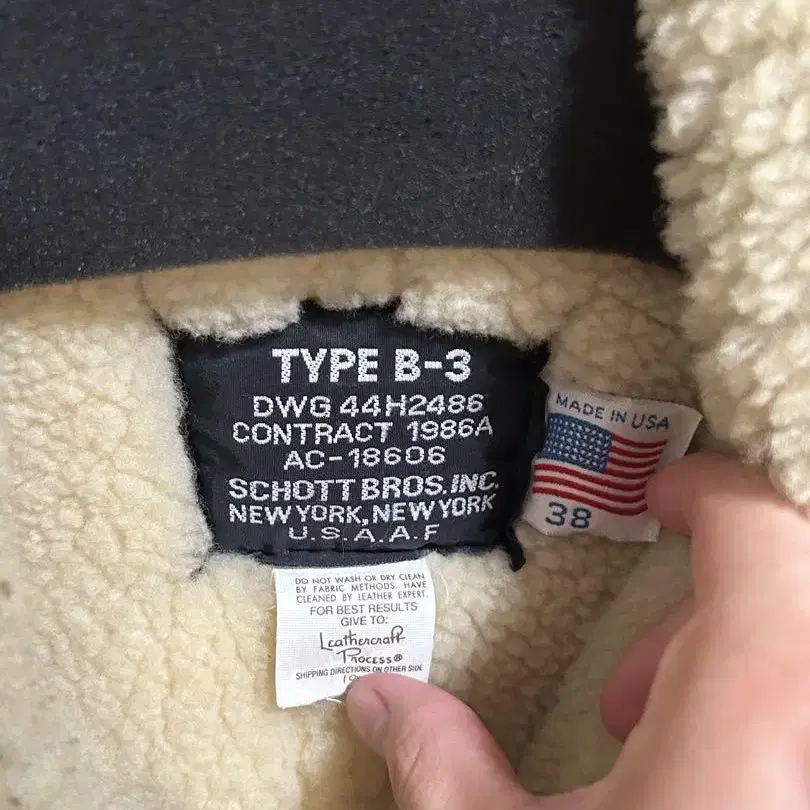 TYPE B-3
DWG 44H2486
CONTRACT 1986A
AC-18606
SCHOTT BROS. INC.
NEW YORK, NEW YORK
U.S.A.A.F
MADE IN USA
38
DO NOT WASH OR DRY CLEAN
BY FABRIC METHODS: HAVE
CLEANED BY LEATHER EXPERT.
FOR BEST RESULTS
GIVE TO:
Leathercraft
Process®
SHIPPING DIRECTIONS ON OTHER SIDE